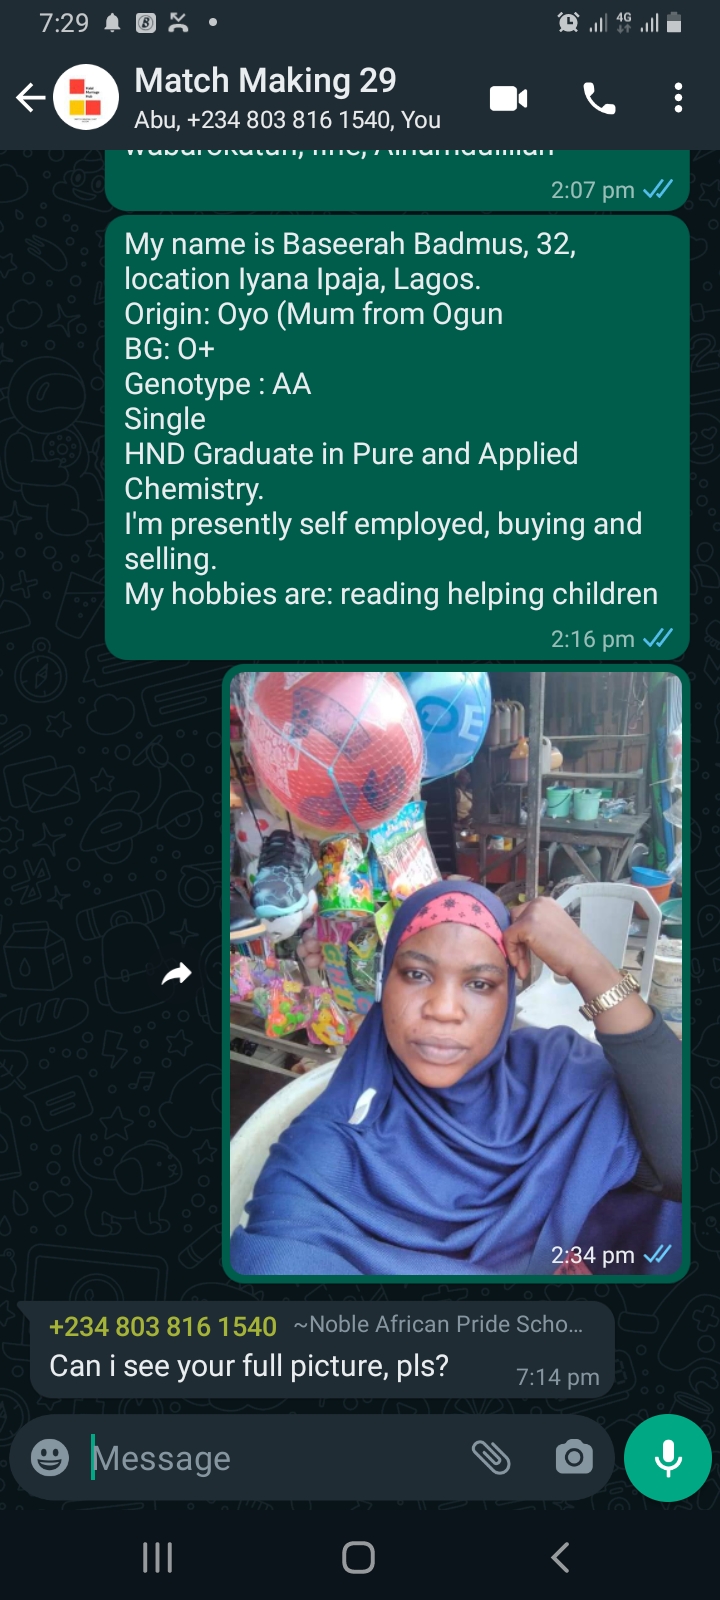 7:29
4G
Match Making 29
Abu, +234 803 816 1540, You
2:07 pm
My name is Baseerah Badmus, 32,
location Iyana Ipaja, Lagos.
Origin: Oyo (Mum from Ogun
BG: O+
Genotype : AA
Single
HND Graduate in Pure and Applied
Chemistry.
I'm presently self employed, buying and
selling.
My hobbies are: reading helping children
2:16 pm
2:34 pm
+234 803 816 1540 ~Noble African Pride Scho...
Can i see your full picture, pls?
7:14 pm
Message